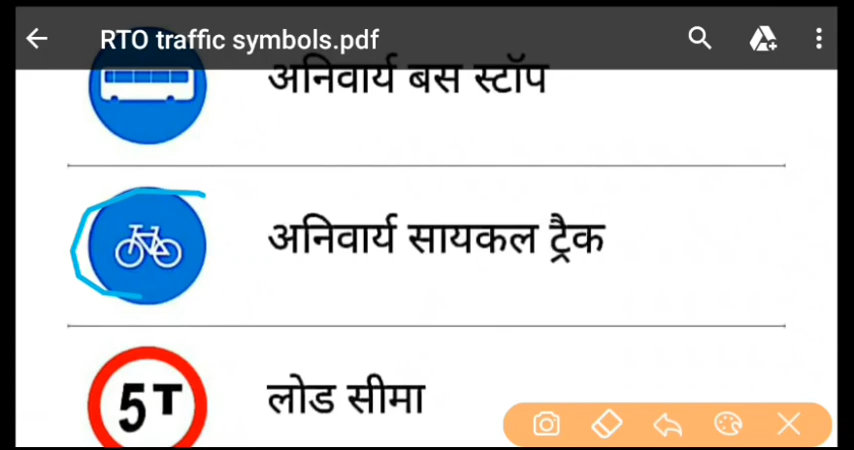 RTO traffic symbols.pdf
अनिवार्य बस स्टॉप
अनिवार्य सायकल ट्रैक
5T
लोड सीमा